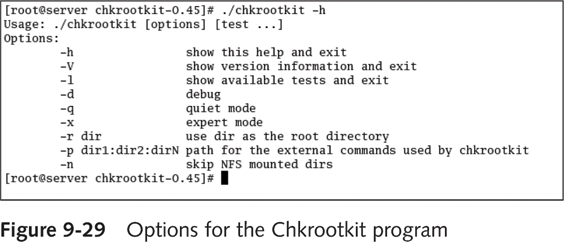 [root@server chkrootkit-0.45]# ./chkrootkit -h
Usage: ./chkrootkit [options] [test ...]
Options:
-h show this help and exit
-V show version information and exit
-l show available tests and exit
-d debug
-q quiet mode
-x expert mode
-r dir use dir as the root directory
-p dir1:dir2:dirN path for the external commands used by chkrootkit
-n skip NFS mounted dirs
[root@server chkrootkit-0.45]#
Figure 9-29 Options for the Chkrootkit program